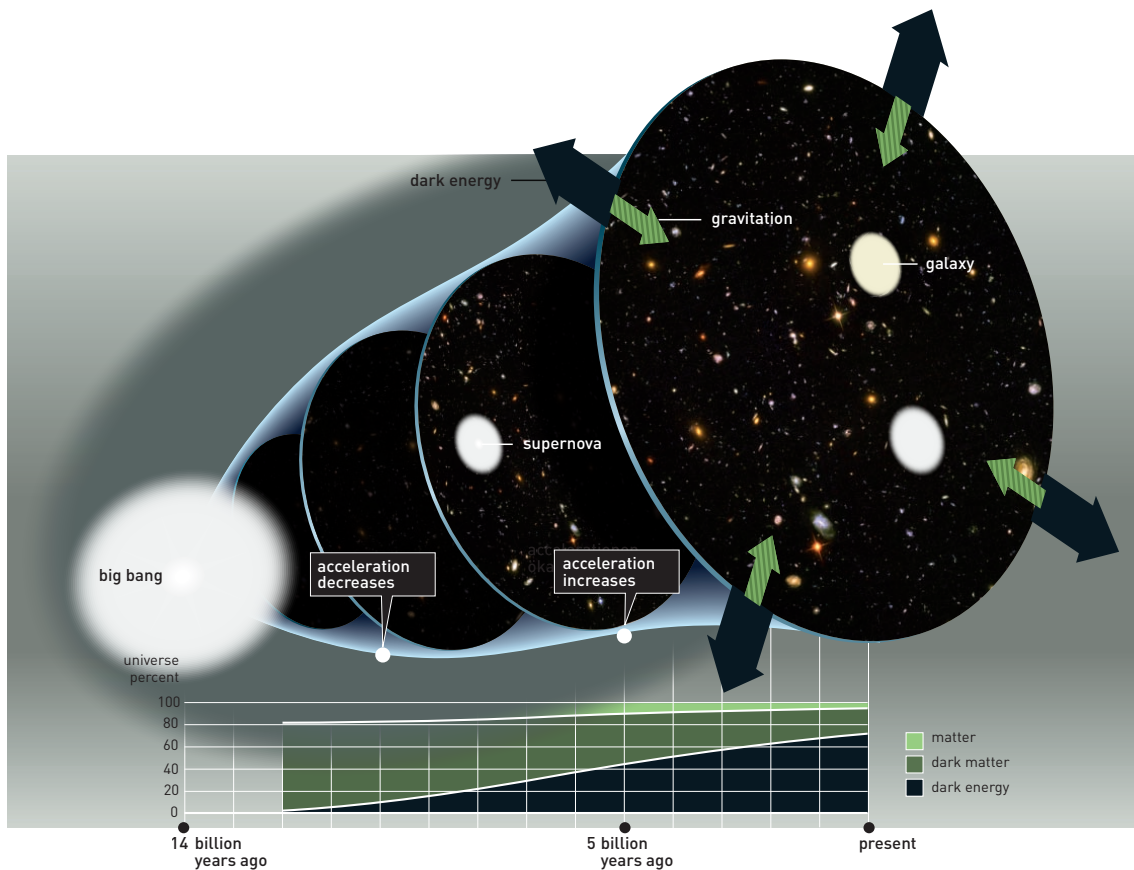 dark energy
gravitation
galaxy
supernova
acceleration
decreases
acceleration
increases
big bang
universe
percent
100
80
60
40
20
0
matter
dark matter
dark energy
14 billion
years ago
5 billion
years ago
present